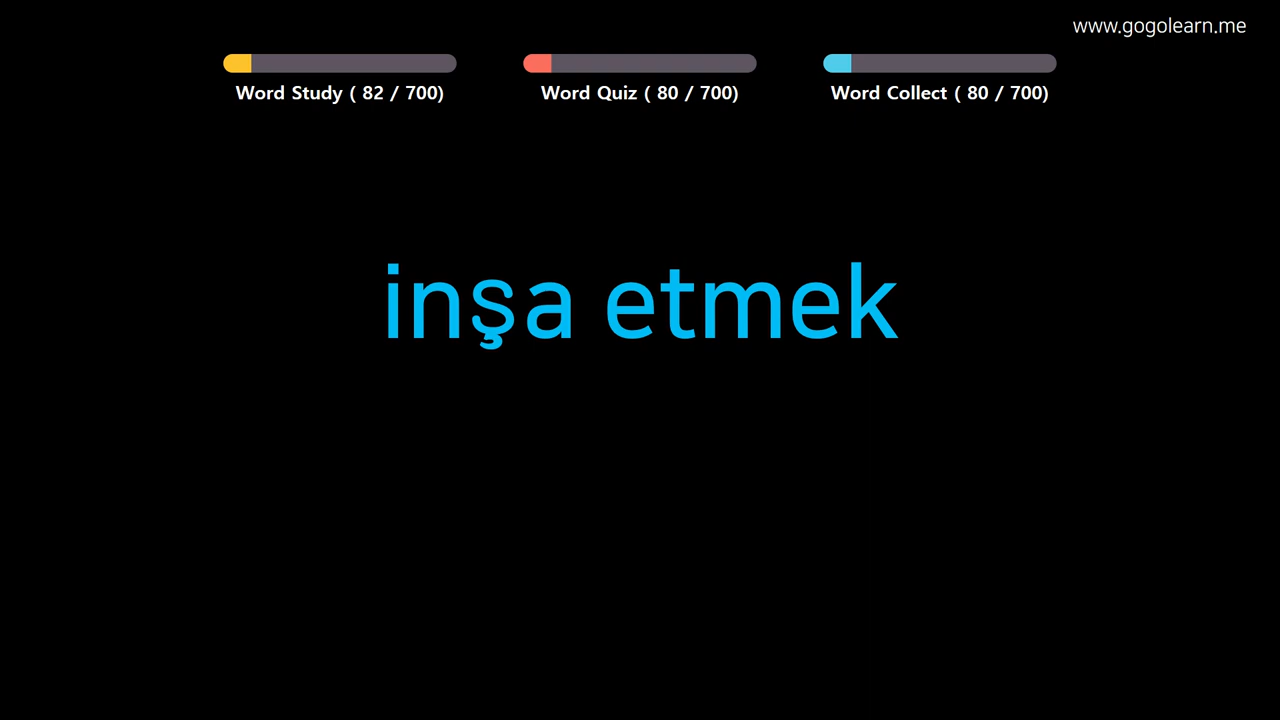 www.gogolearn.me
Word Study ( 82 / 700)
Word Quiz ( 80 / 700)
Word Collect ( 80 / 700)
inşa etmek